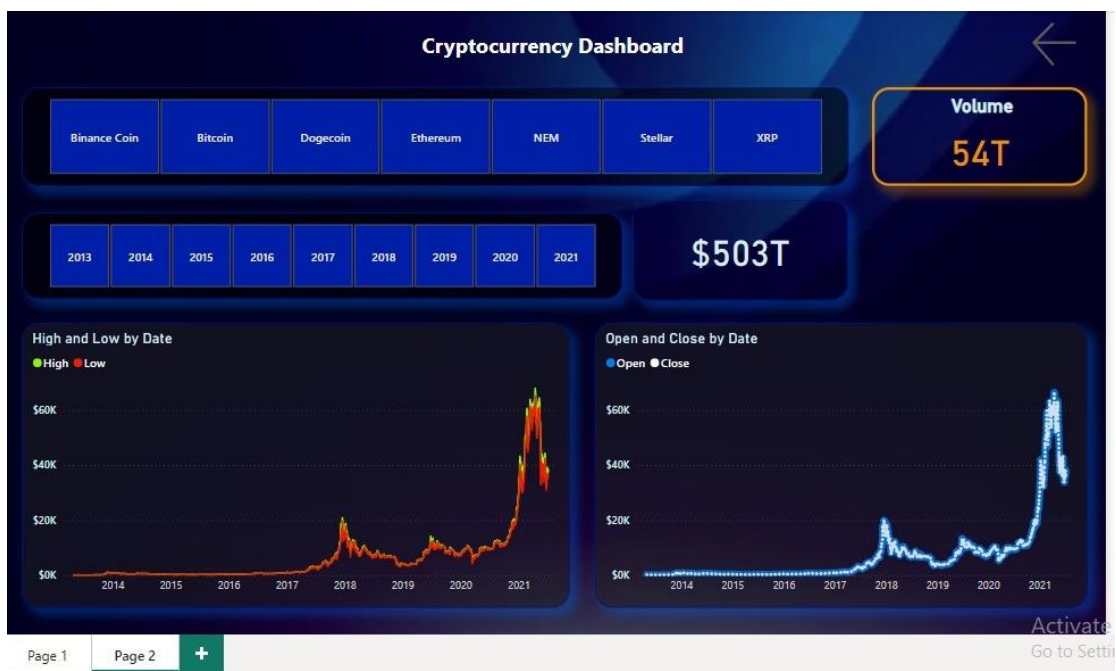 Cryptocurrency Dashboard
Binance Coin Bitcoin Dogecoin Ethereum NEM Stellar XRP
Volume
54T
2013 2014 2015 2016 2017 2018 2019 2020 2021
$503T
High and Low by Date
High Low
$60K
$40K
$20K
$0K
2014 2015 2016 2017 2018 2019 2020 2021
Open and Close by Date
Open Close
$60K
$40K
$20K
$0K
2014 2015 2016 2017 2018 2019 2020 2021
Activate
Go to Settin
Page 1 Page 2 +